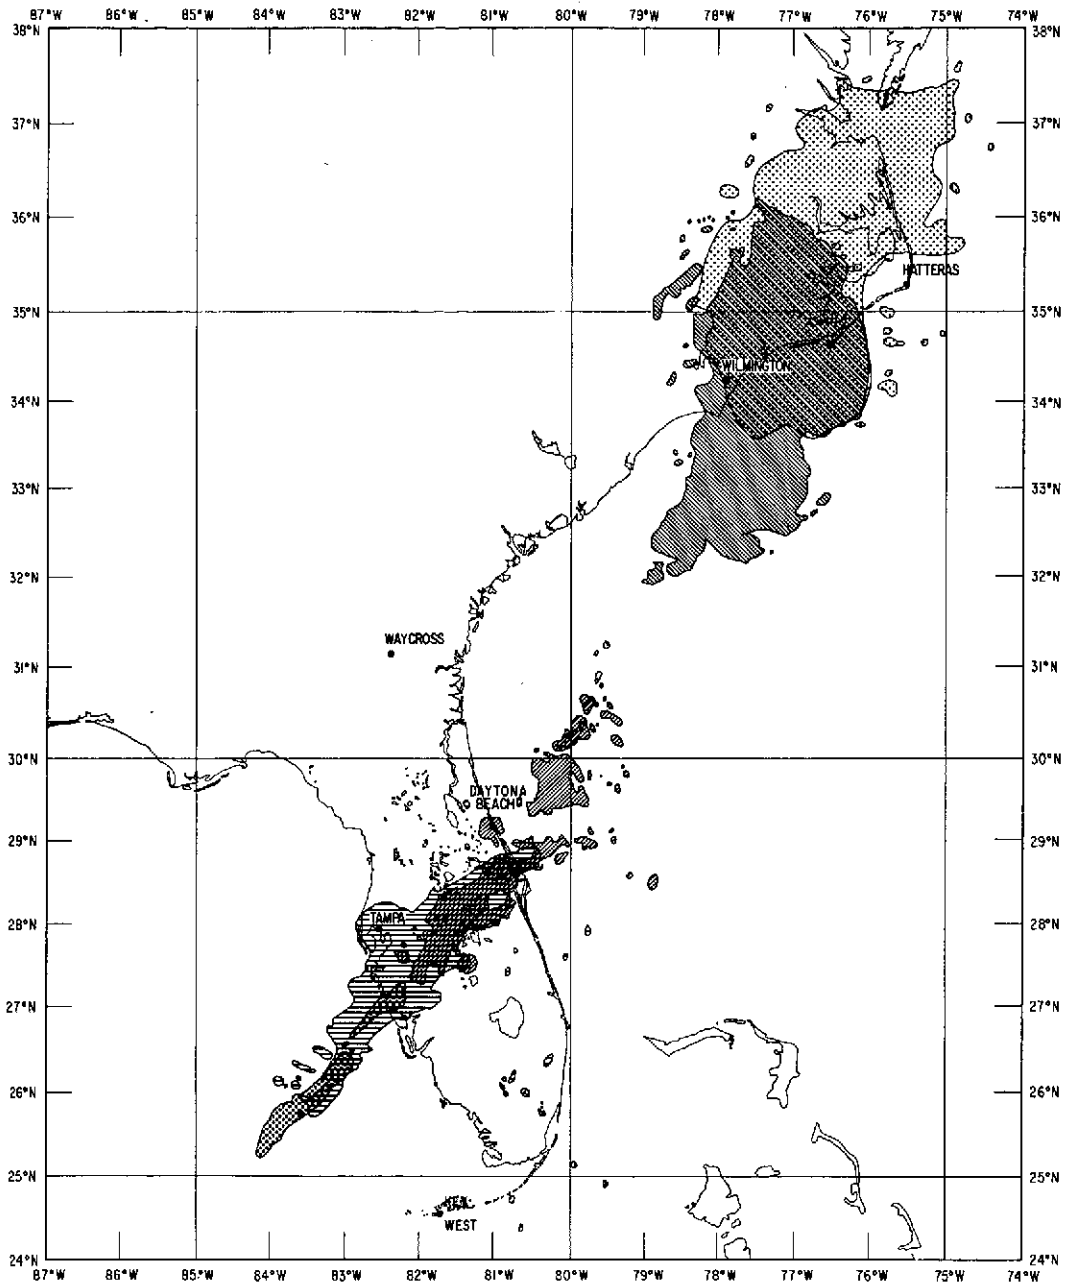 87°W 86°W 85°W 84°W 83°W 82°W 81°W 80°W 79°W 78°W 77°W 76°W 75°W 74°W
38°N 38°N
37°N 37°N
36°N 36°N
HATTERAS
35°N 35°N
WILMINGTON
34°N 34°N
33°N 33°N
32°N 32°N
WAYCROSS
31°N 31°N
30°N 30°N
DAYTONA
BEACH
29°N 29°N
28°N 28°N
TAMPA
27°N 27°N
26°N 26°N
25°N 25°N
KEY
WEST
24°N 24°N
87°W 86°W 85°W 84°W 83°W 82°W 81°W 80°W 79°W 78°W 77°W 76°W 75°W 74°W